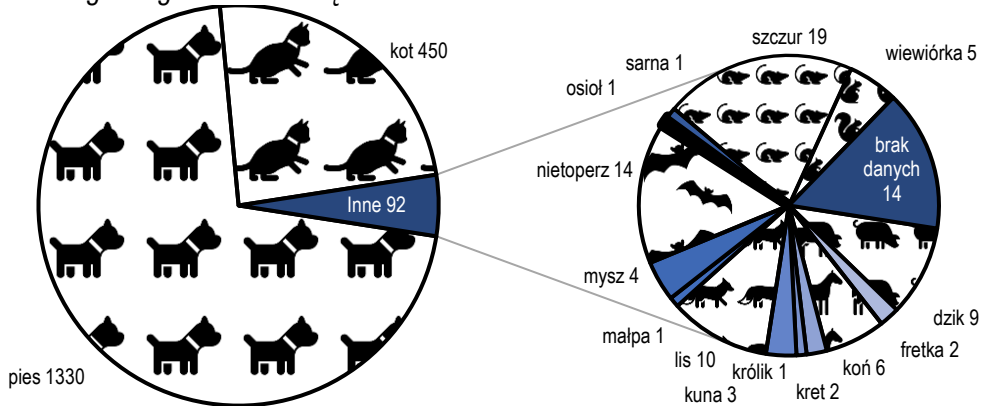 kot 450
Inne 92
pies 1330
szczur 19
wiewiórka 5
sarna 1
osioł 1
brak
danych
14
nietoperz 14
mysz 4
małpa 1
lis 10
kuna 3
królik 1
kret 2
koń 6
fretka 2
dzik 9